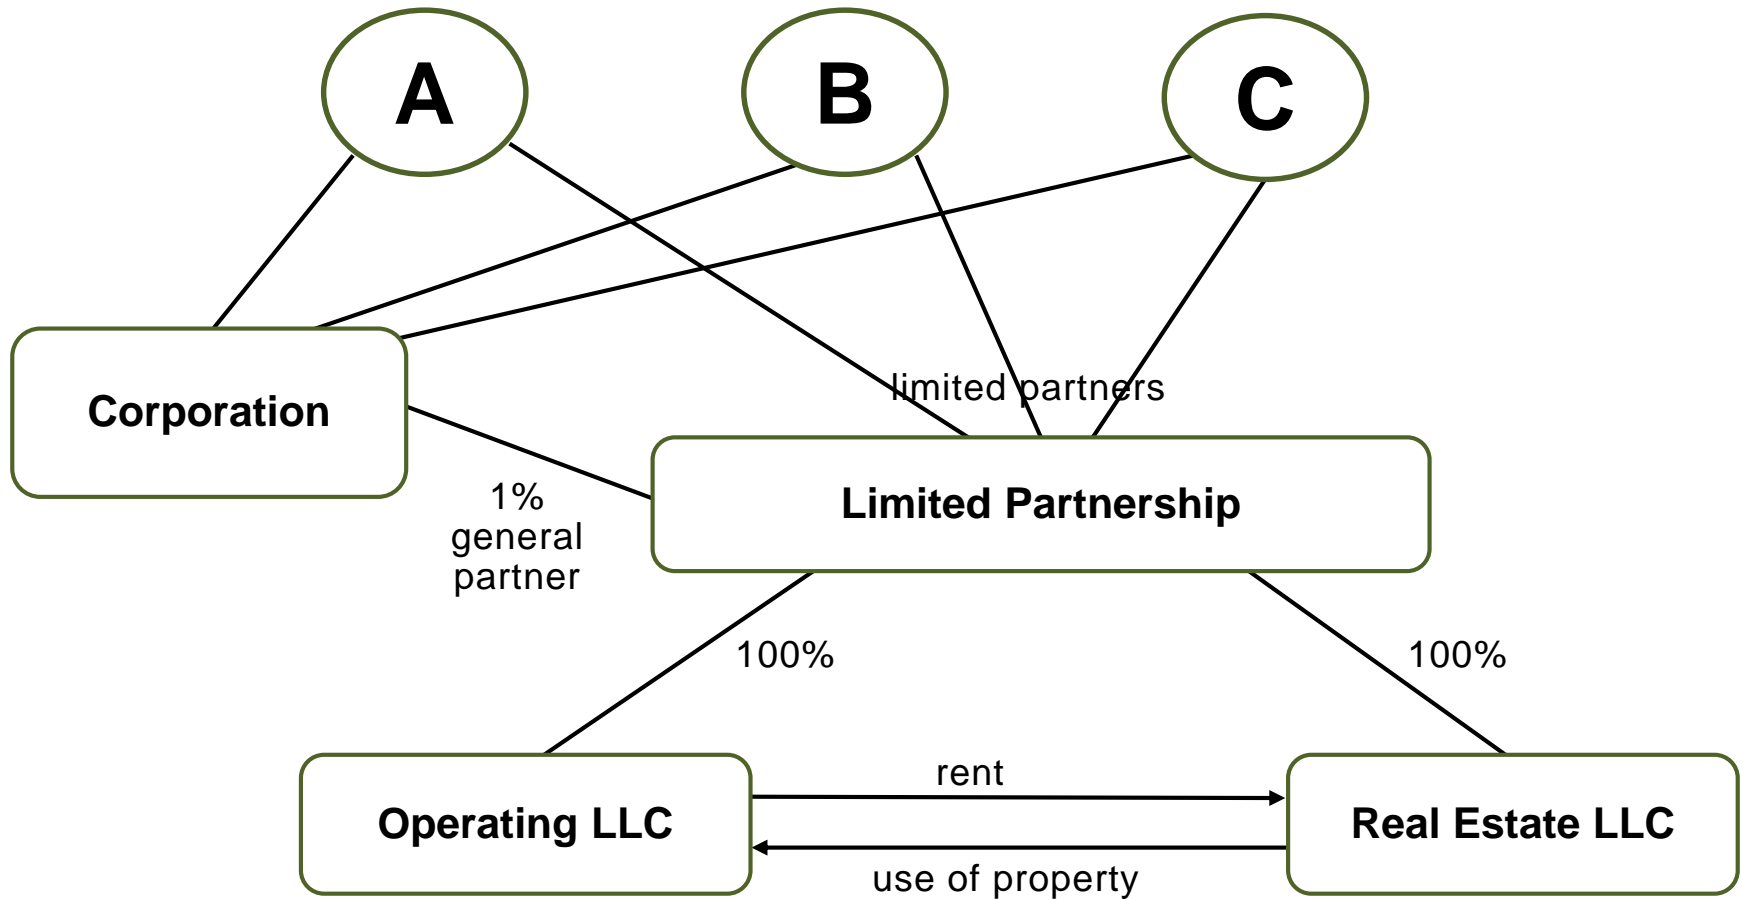 A
B
C
Corporation
limited partners
1%
general
partner
Limited Partnership
100%
100%
Operating LLC
rent
use of property
Real Estate LLC